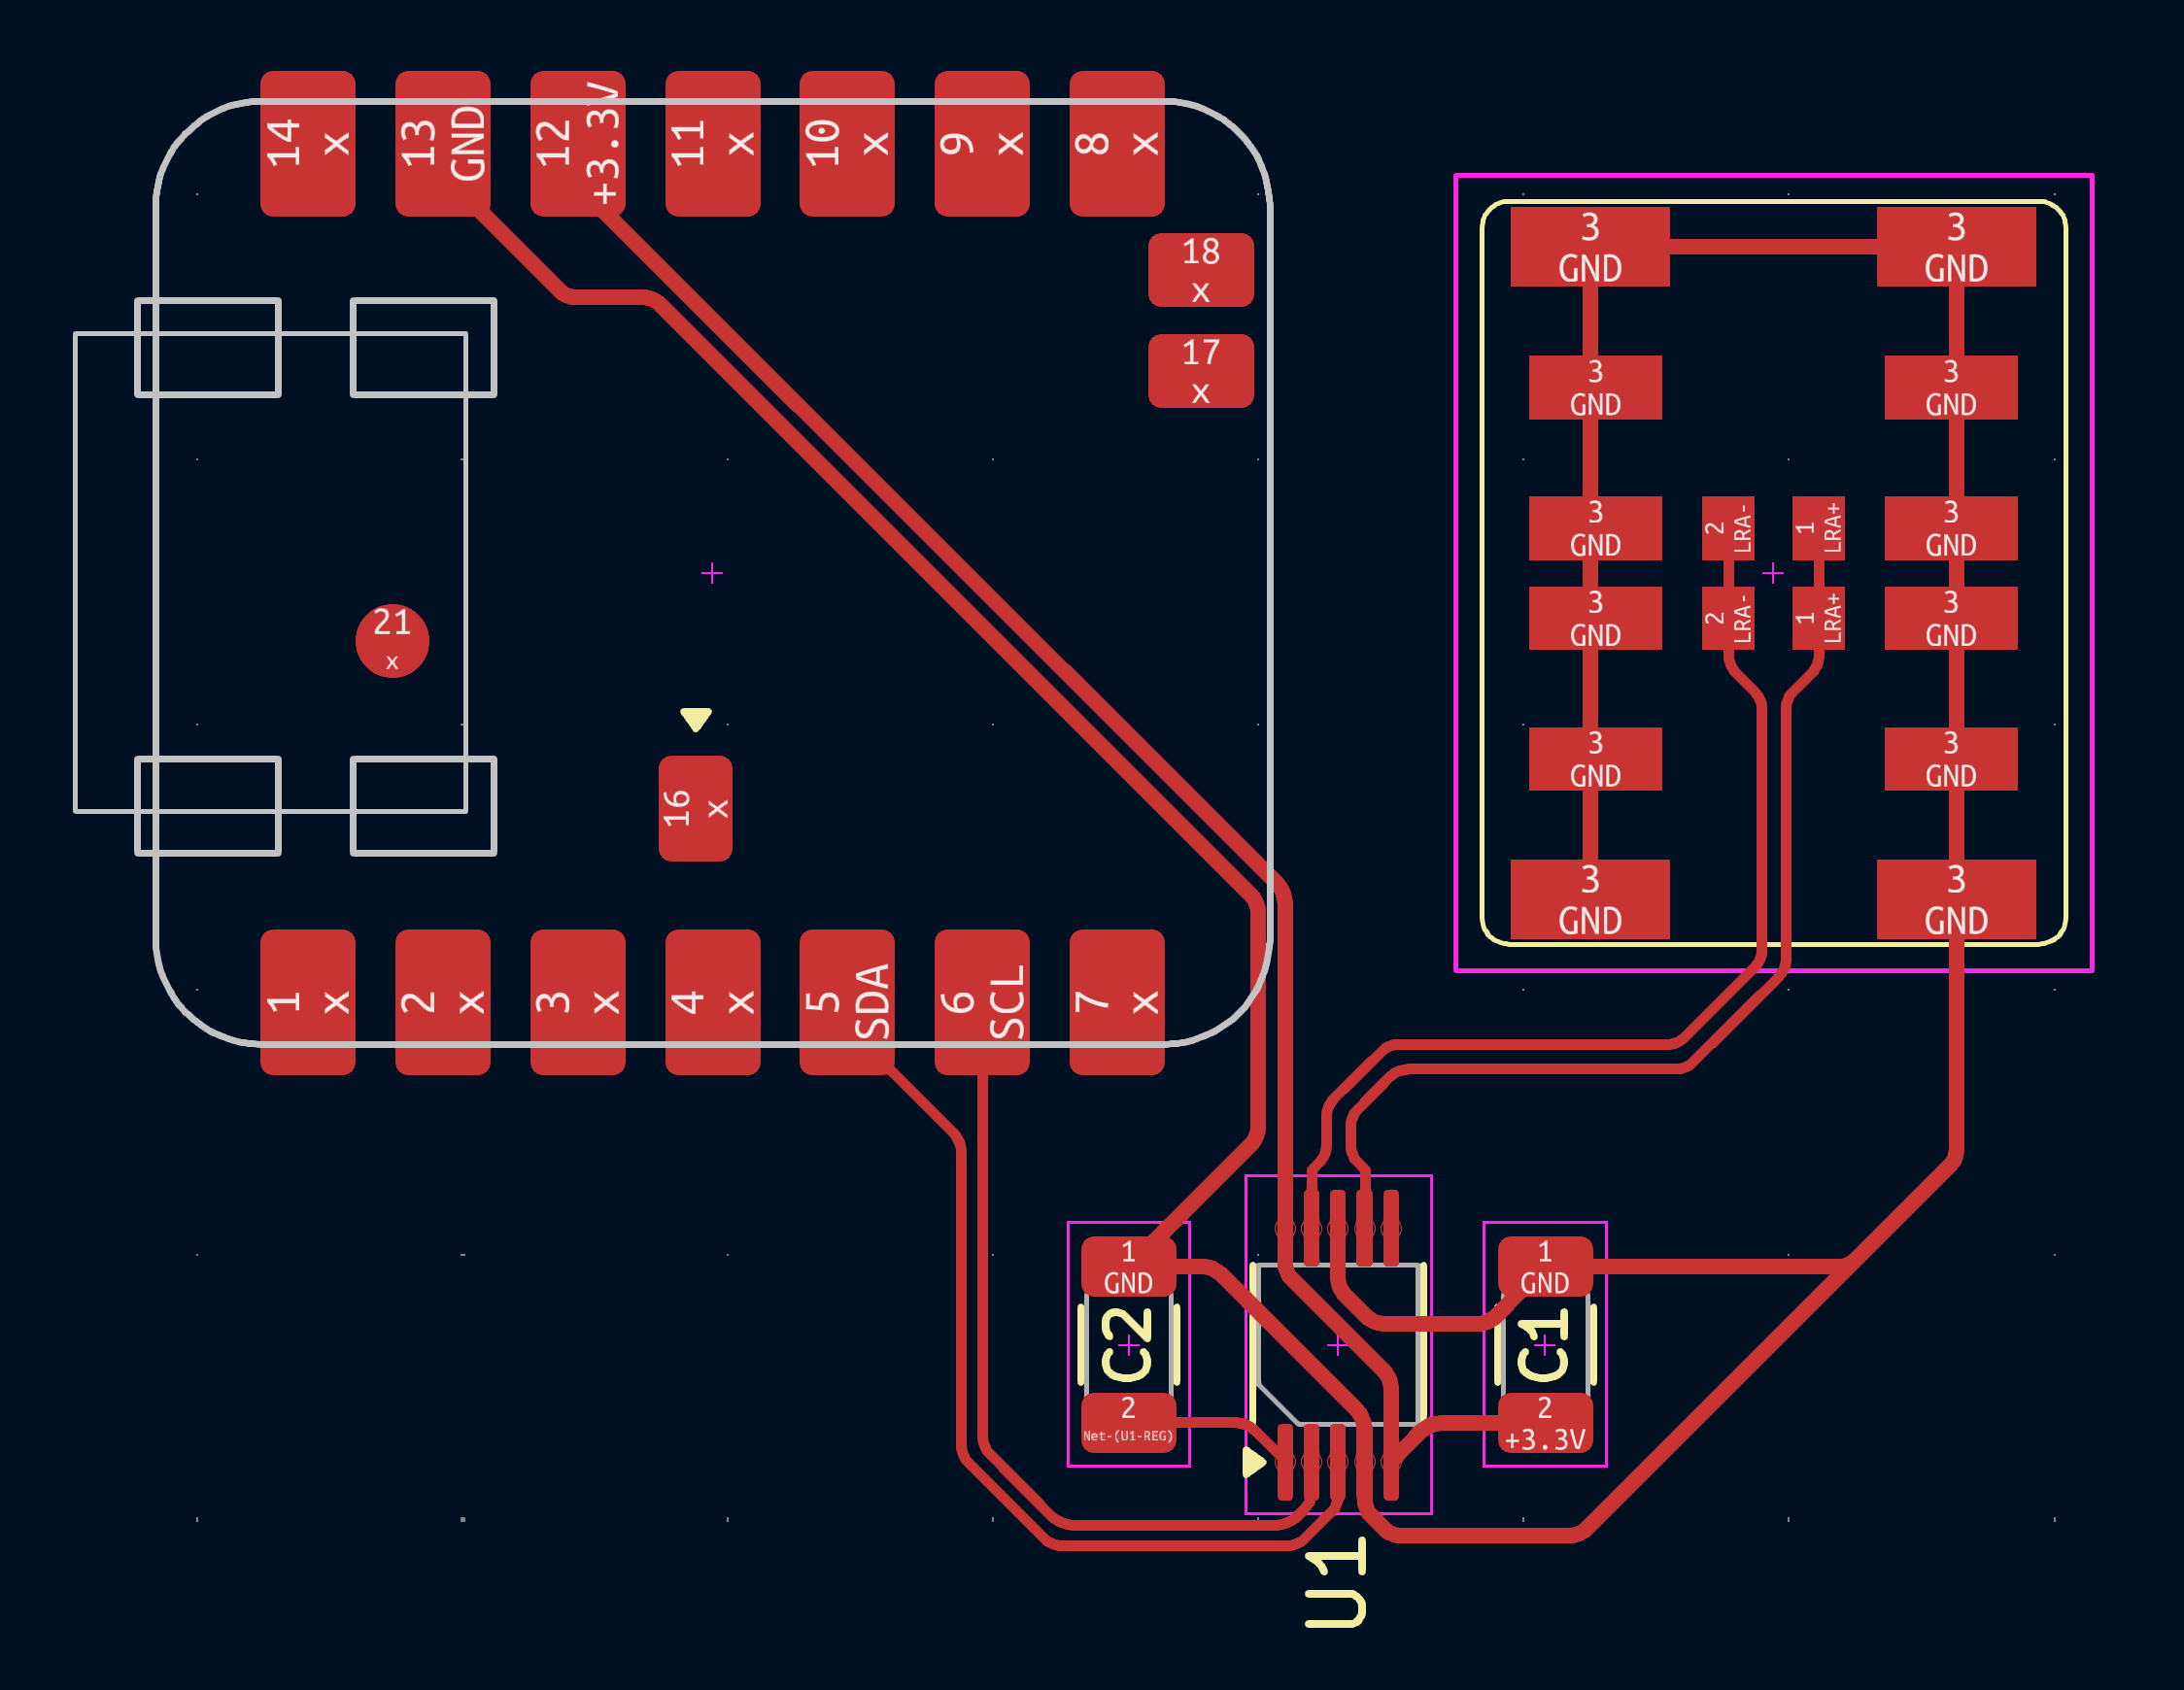 14
x
13
GND
12
+3.3V
11
x
10
x
9
x
8
x
18
x
17
x
3
GND
3
GND
3
GND
3
GND
3
GND
2
LRA-
1
LRA+
3
GND
3
GND
2
LRA-
1
LRA+
3
GND
21
x
3
GND
3
GND
16
x
3
GND
3
GND
1
x
2
x
3
x
4
x
5
SDA
6
SCL
7
x
1
GND
C2
2
Net-(U1-REG)
1
GND
C1
2
+3.3V
U1